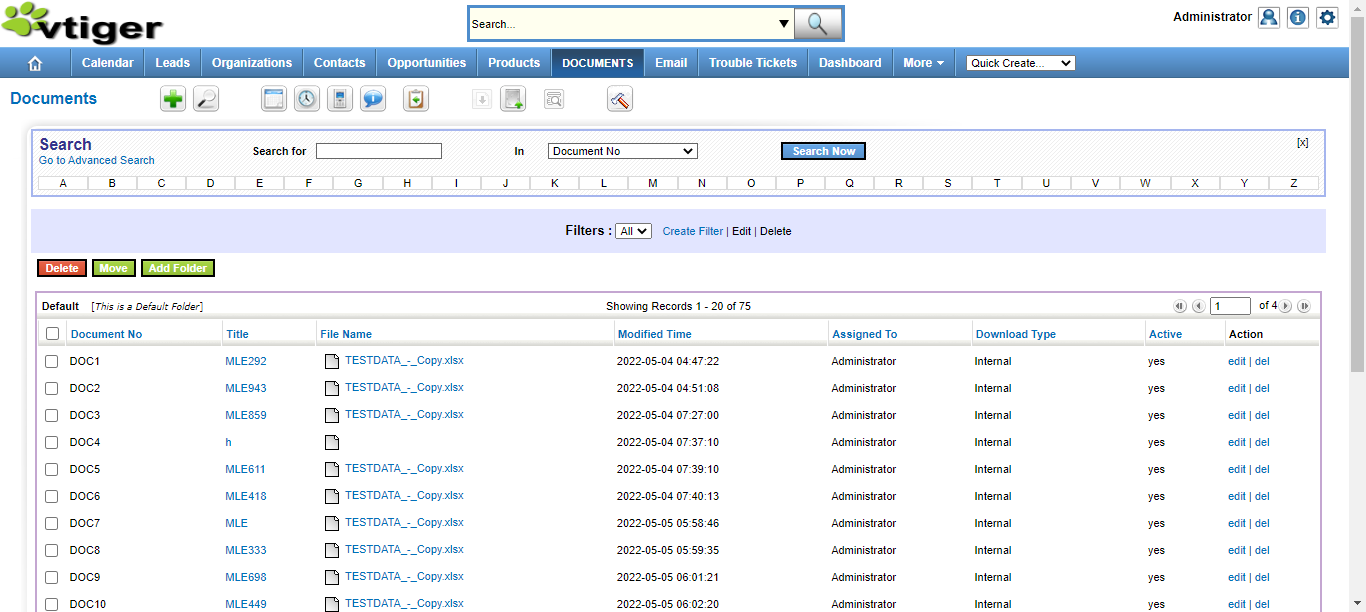 vtiger
Search...
Administrator
Calendar Leads Organizations Contacts Opportunities Products DOCUMENTS Email Trouble Tickets Dashboard More Quick Create...
Documents
Search
Go to Advanced Search
Search for In Document No Search Now [x]
A B C D E F G H I J K L M N O P Q R S T U V W X Y Z
Filters : All Create Filter | Edit | Delete
Delete Move Add Folder
Default [This is a Default Folder] Showing Records 1 - 20 of 75 1 of 4
Document No Title File Name Modified Time Assigned To Download Type Active Action
DOC1 MLE292 TESTDATA_-_Copy.xlsx 2022-05-04 04:47:22 Administrator Internal yes edit | del
DOC2 MLE943 TESTDATA_-_Copy.xlsx 2022-05-04 04:51:08 Administrator Internal yes edit | del
DOC3 MLE859 TESTDATA_-_Copy.xlsx 2022-05-04 07:27:00 Administrator Internal yes edit | del
DOC4 h 2022-05-04 07:37:10 Administrator Internal yes edit | del
DOC5 MLE611 TESTDATA_-_Copy.xlsx 2022-05-04 07:39:10 Administrator Internal yes edit | del
DOC6 MLE418 TESTDATA_-_Copy.xlsx 2022-05-04 07:40:13 Administrator Internal yes edit | del
DOC7 MLE TESTDATA_-_Copy.xlsx 2022-05-05 05:58:46 Administrator Internal yes edit | del
DOC8 MLE333 TESTDATA_-_Copy.xlsx 2022-05-05 05:59:35 Administrator Internal yes edit | del
DOC9 MLE698 TESTDATA_-_Copy.xlsx 2022-05-05 06:01:21 Administrator Internal yes edit | del
DOC10 MLE449 TESTDATA_-_Copy.xlsx 2022-05-05 06:02:20 Administrator Internal yes edit | del